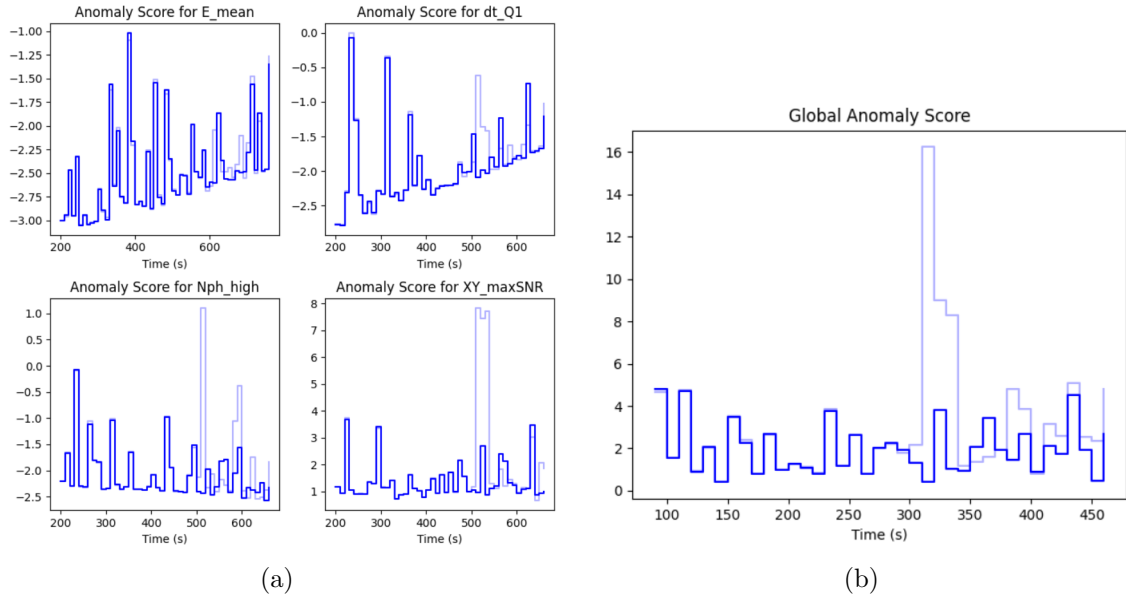 Anomaly Score for E_mean
−1.00
−1.25
−1.50
−1.75
−2.00
−2.25
−2.50
−2.75
−3.00
200 400 600
Time (s)
Anomaly Score for dt_Q1
0.0
−0.5
−1.0
−1.5
−2.0
−2.5
200 300 400 500 600
Time (s)
Anomaly Score for Nph_high
1.0
0.5
0.0
−0.5
−1.0
−1.5
−2.0
−2.5
200 300 400 500 600
Time (s)
Anomaly Score for XY_maxSNR
8
7
6
5
4
3
2
1
200 300 400 500 600
Time (s)
(a)
Global Anomaly Score
16
14
12
10
8
6
4
2
0
100 150 200 250 300 350 400 450
Time (s)
(b)